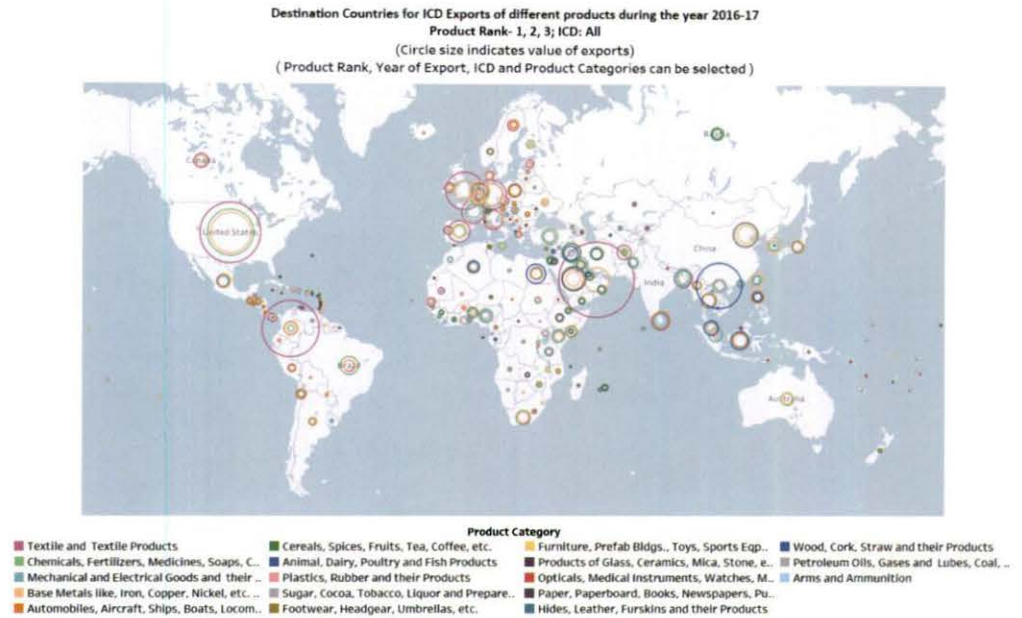 Destination Countries for ICD Exports of different products during the year 2016-17
Product Rank- 1, 2, 3; ICD: All
(Circle size indicates value of exports)
( Product Rank, Year of Export, ICD and Product Categories can be selected )
Canada
United States
China
India
Brazil
Australia
Product Category
Textile and Textile Products
Chemicals, Fertilizers, Medicines, Soaps, C..
Mechanical and Electrical Goods and their ..
Base Metals like, Iron, Copper, Nickel, etc. ..
Automobiles, Aircraft, Ships, Boats, Locom..
Cereals, Spices, Fruits, Tea, Coffee, etc.
Animal, Dairy, Poultry and Fish Products
Plastics, Rubber and their Products
Sugar, Cocoa, Tobacco, Liquor and Prepare..
Footwear, Headgear, Umbrellas, etc.
Furniture, Prefab Bldgs., Toys, Sports Eqp..
Products of Glass, Ceramics, Mica, Stone, e..
Opticals, Medical Instruments, Watches, M..
Paper, Paperboard, Books, Newspapers, Pu..
Hides, Leather, Furskins and their Products
Wood, Cork, Straw and their Products
Petroleum Oils, Gases and Lubes, Coal, ..
Arms and Ammunition